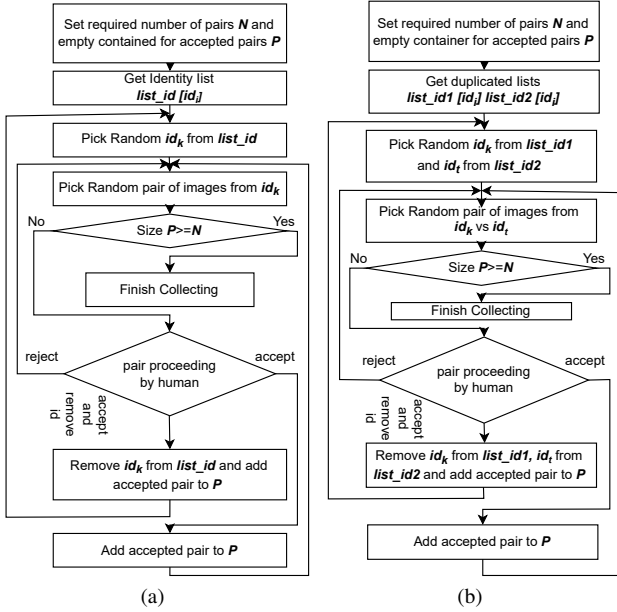 Set required number of pairs N and
empty contained for accepted pairs P
Get Identity list
list_id [id_i]
Pick Random id_k from list_id
Pick Random pair of images from id_k
No
Yes
Size P>=N
Finish Collecting
reject
accept
pair proceeding
by human
accept
and
remove
id
Remove id_k from list_id and add
accepted pair to P
Add accepted pair to P
(a)
Set required number of pairs N and
empty container for accepted pairs P
Get duplicated lists
list_id1 [id_i] list_id2 [id_i]
Pick Random id_k from list_id1
and id_t from list_id2
Pick Random pair of images from
id_k vs id_t
No
Yes
Size P>=N
Finish Collecting
reject
accept
pair proceeding
by human
accept
and
remove
id
Remove id_k from list_id1, id_t from
list_id2 and add accepted pair to P
Add accepted pair to P
(b)